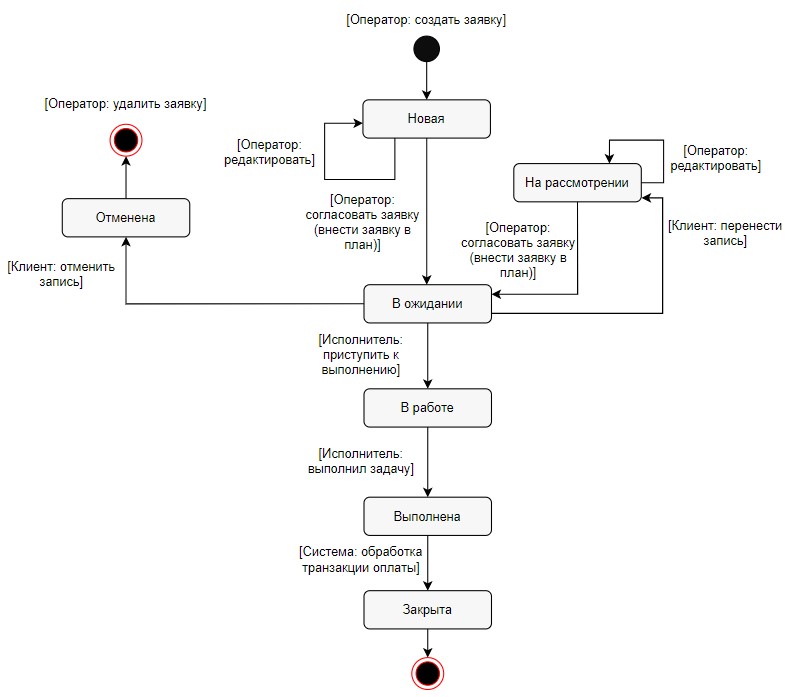 [Оператор: создать заявку]
[Оператор: удалить заявку]
Новая
[Оператор:
редактировать]
[Оператор:
редактировать]
На рассмотрении
Отменена
[Оператор:
согласовать заявку
(внести заявку в
план)]
[Оператор:
согласовать заявку
(внести заявку в
план)]
[Клиент: перенести
запись]
[Клиент: отменить
запись]
В ожидании
[Исполнитель:
приступить к
выполнению]
В работе
[Исполнитель:
выполнил задачу]
Выполнена
[Система: обработка
транзакции оплаты]
Закрыта